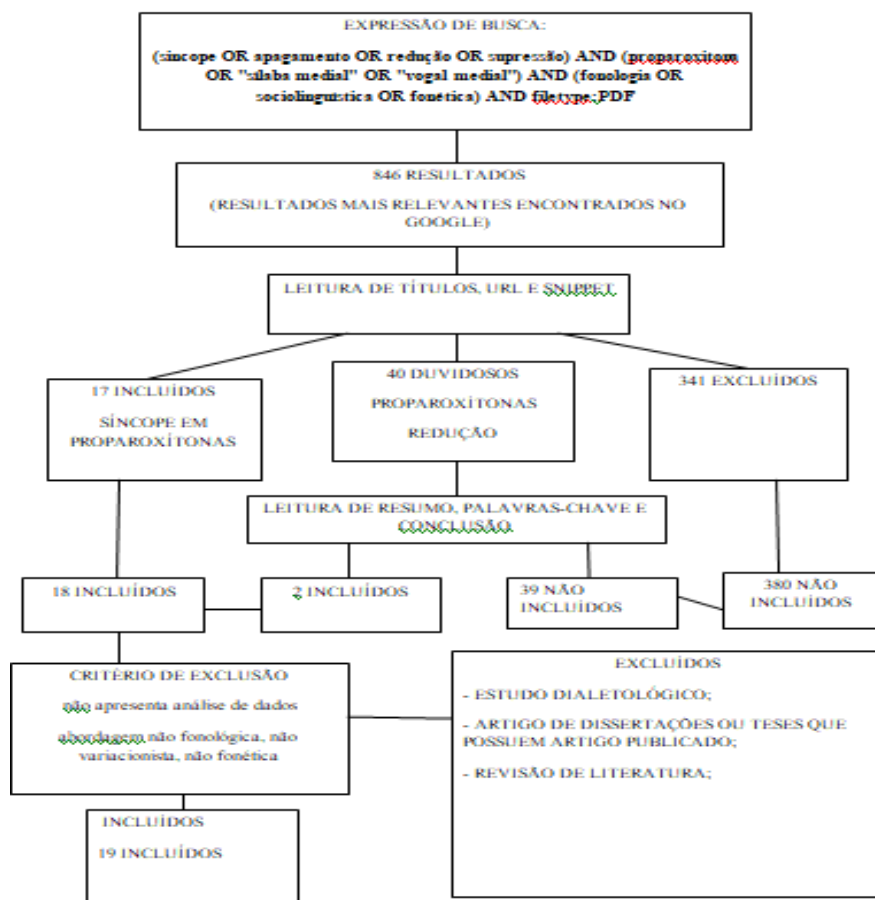 EXPRESSÃO DE BUSCA:
(síncope OR apagamento OR redução OR supressão) AND (proparoxitom
OR "sílaba medial" OR "vogal medial") AND (fonologia OR
sociolinguística OR fonética) AND filetype:PDF
846 RESULTADOS
(RESULTADOS MAIS RELEVANTES ENCONTRADOS NO
GOOGLE)
LEITURA DE TÍTULOS, URL E SNIPPET
17 INCLUÍDOS
SÍNCOPE EM
PROPAROXÍTONAS
40 DUVIDOSOS
PROPAROXÍTONAS
REDUÇÃO
341 EXCLUÍDOS
LEITURA DE RESUMO, PALAVRAS-CHAVE E
CONCLUSÃO
18 INCLUÍDOS
2 INCLUÍDOS
39 NÃO
INCLUÍDOS
380 NÃO
INCLUÍDOS
CRITÉRIO DE EXCLUSÃO
não apresenta análise de dados
abordagem não fonológica, não
variacionista, não fonética
EXCLUÍDOS
- ESTUDO DIALETOLÓGICO;
- ARTIGO DE DISSERTAÇÕES OU TESES QUE
POSSUEM ARTIGO PUBLICADO;
- REVISÃO DE LITERATURA;
INCLUÍDOS
19 INCLUÍDOS